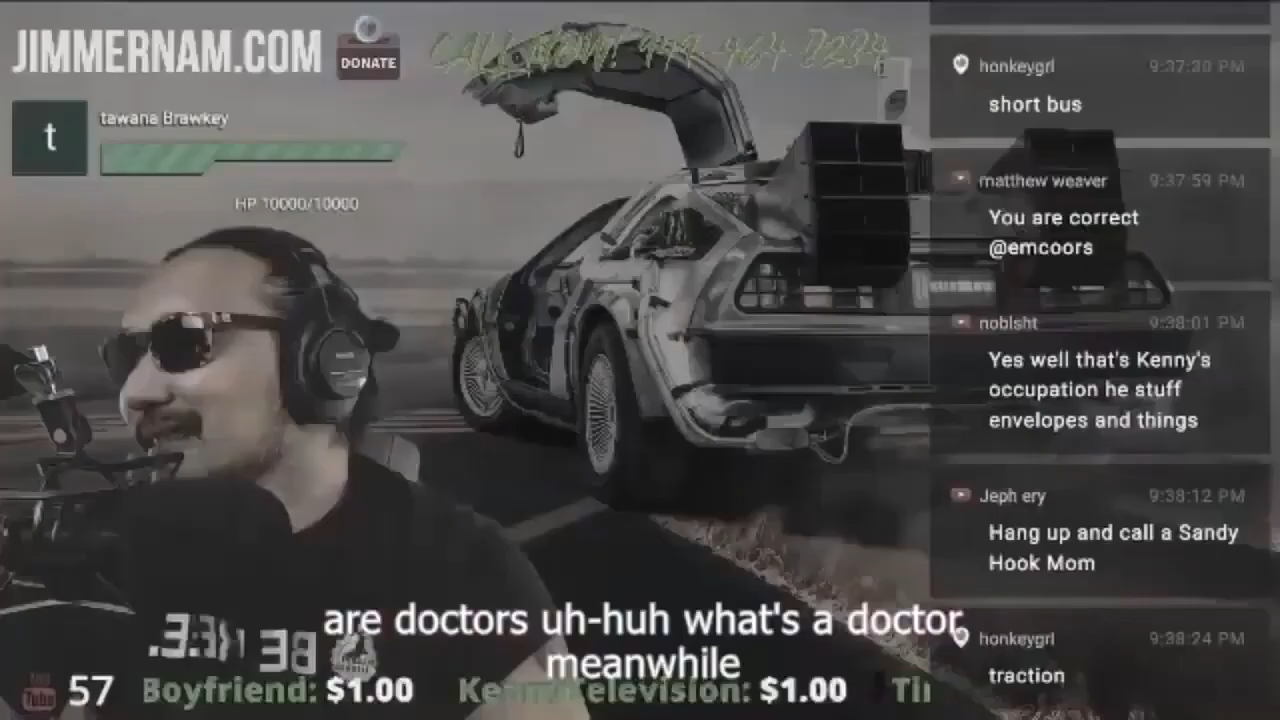 JIMMERNAM.COM
DONATE
t
tawana Brawkey
HP 10000/10000
honkeygrl 9:37:30 PM
short bus
matthew weaver 9:37:59 PM
You are correct
@emcoors
noblsht 9:38:01 PM
Yes well that's Kenny's
occupation he stuff
envelopes and things
Jeph ery 9:38:12 PM
Hang up and call a Sandy
Hook Mom
honkeygrl 9:38:24 PM
traction
are doctors uh-huh what's a doctor
meanwhile
You
Tube 57 Boyfriend: $1.00 $1.00